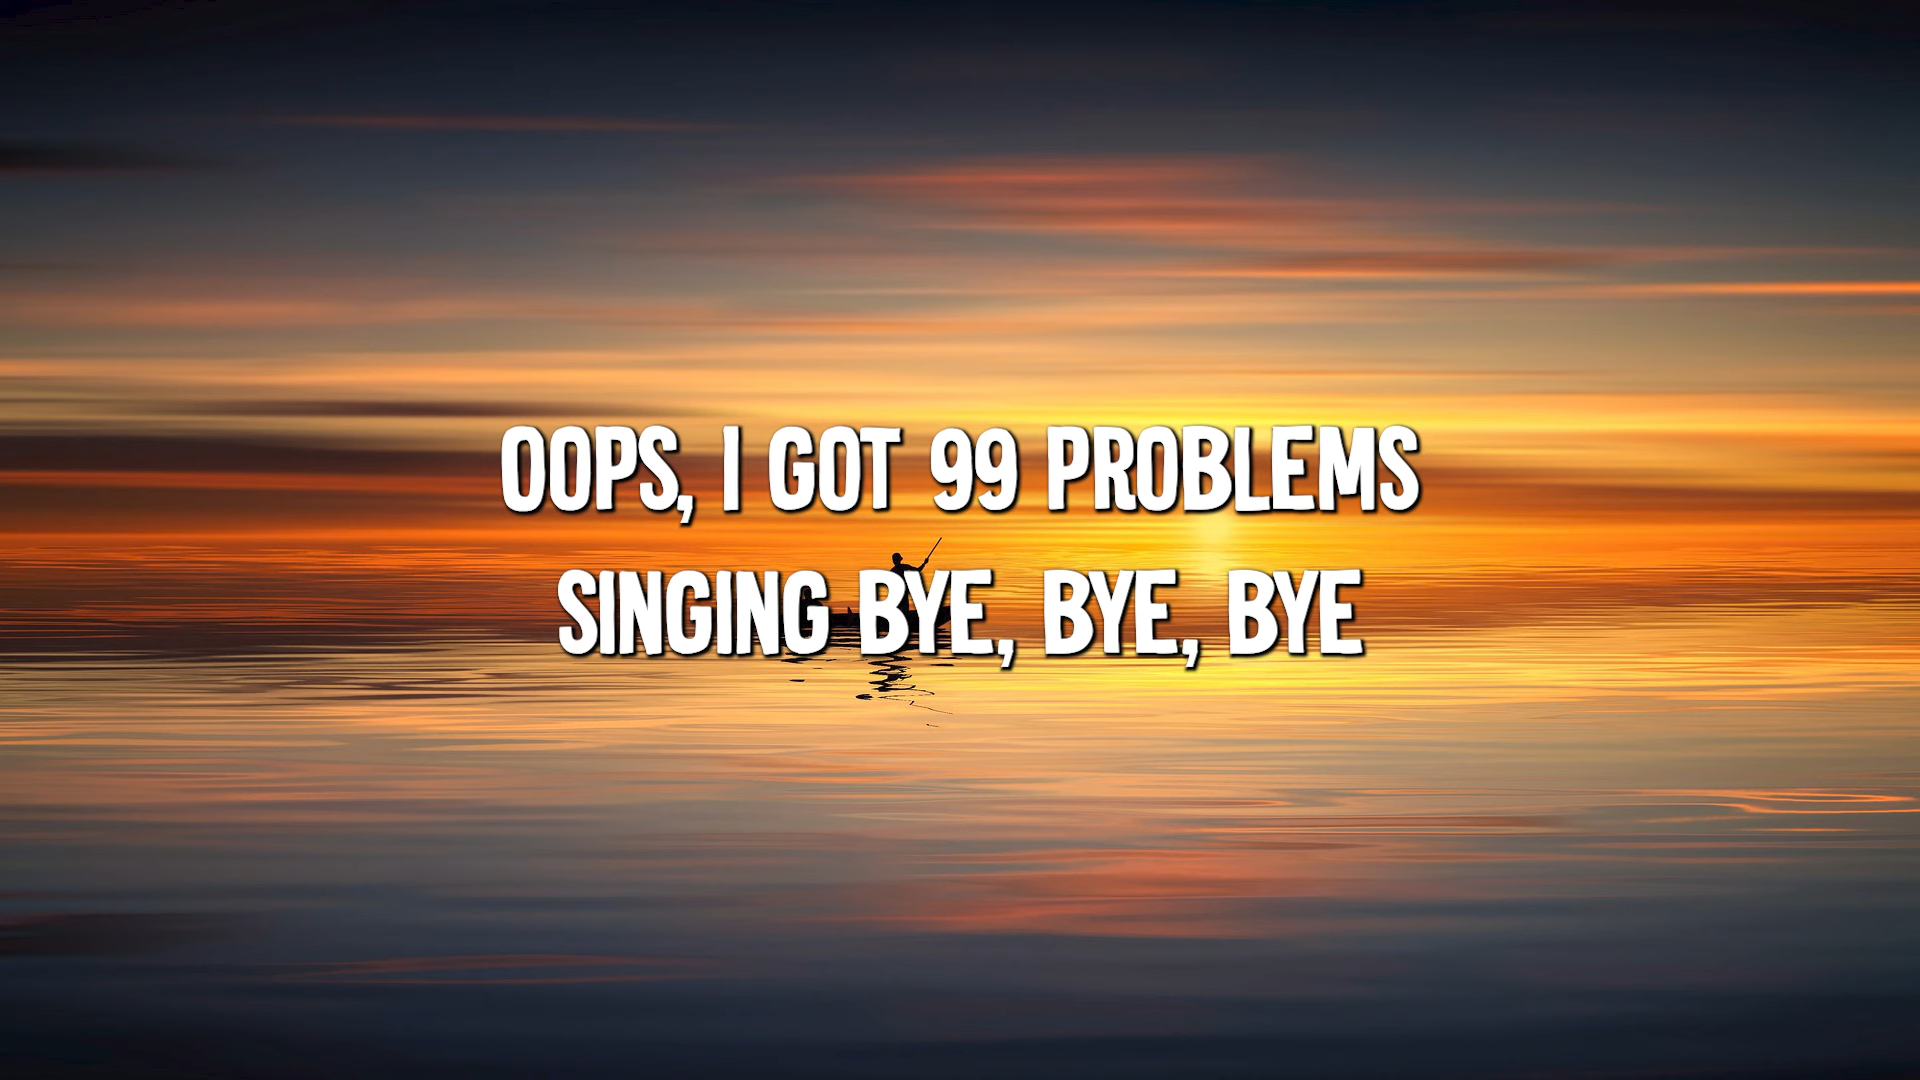 OOPS, I GOT 99 PROBLEMS
SINGING BYE, BYE, BYE